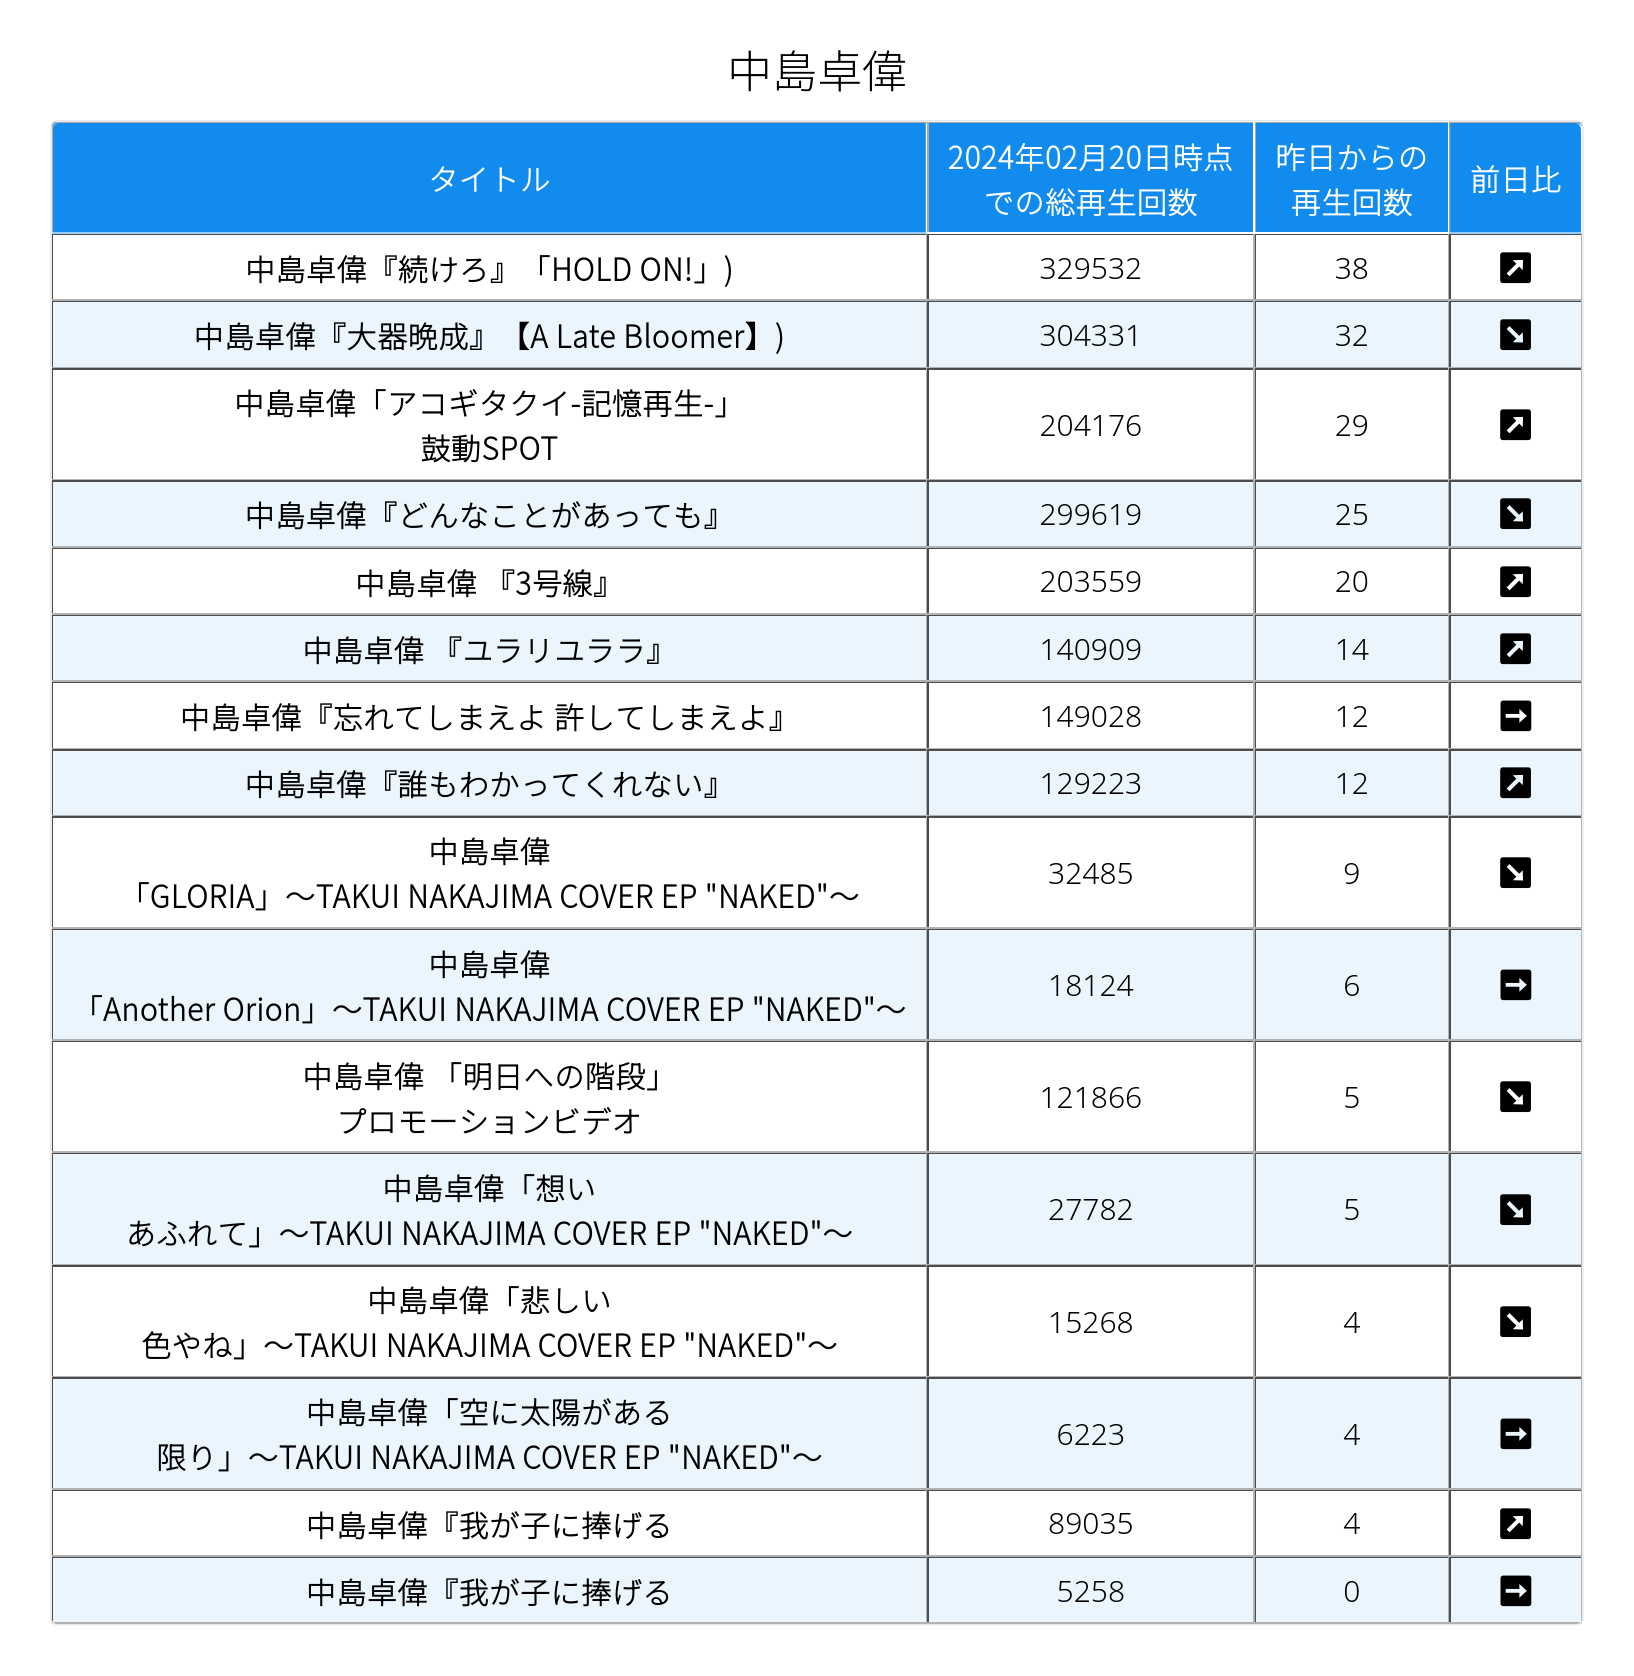 中島卓偉
タイトル
2024年02月20日時点
での総再生回数
昨日からの
再生回数
前日比
中島卓偉『続けろ』「HOLD ON!」) 329532 38 ↗
中島卓偉『大器晩成』【A Late Bloomer】) 304331 32 ↘
中島卓偉「アコギタクイ-記憶再生-」
鼓動SPOT 204176 29 ↗
中島卓偉『どんなことがあっても』 299619 25 ↘
中島卓偉 『3号線』 203559 20 ↗
中島卓偉 『ユラリユララ』 140909 14 ↗
中島卓偉『忘れてしまえよ 許してしまえよ』 149028 12 →
中島卓偉『誰もわかってくれない』 129223 12 ↗
中島卓偉
「GLORIA」～TAKUI NAKAJIMA COVER EP "NAKED"～ 32485 9 ↘
中島卓偉
「Another Orion」～TAKUI NAKAJIMA COVER EP "NAKED"～ 18124 6 →
中島卓偉 「明日への階段」
プロモーションビデオ 121866 5 ↘
中島卓偉「想い
あふれて」～TAKUI NAKAJIMA COVER EP "NAKED"～ 27782 5 ↘
中島卓偉「悲しい
色やね」～TAKUI NAKAJIMA COVER EP "NAKED"～ 15268 4 ↘
中島卓偉「空に太陽がある
限り」～TAKUI NAKAJIMA COVER EP "NAKED"～ 6223 4 →
中島卓偉『我が子に捧げる 89035 4 ↗
中島卓偉『我が子に捧げる 5258 0 →